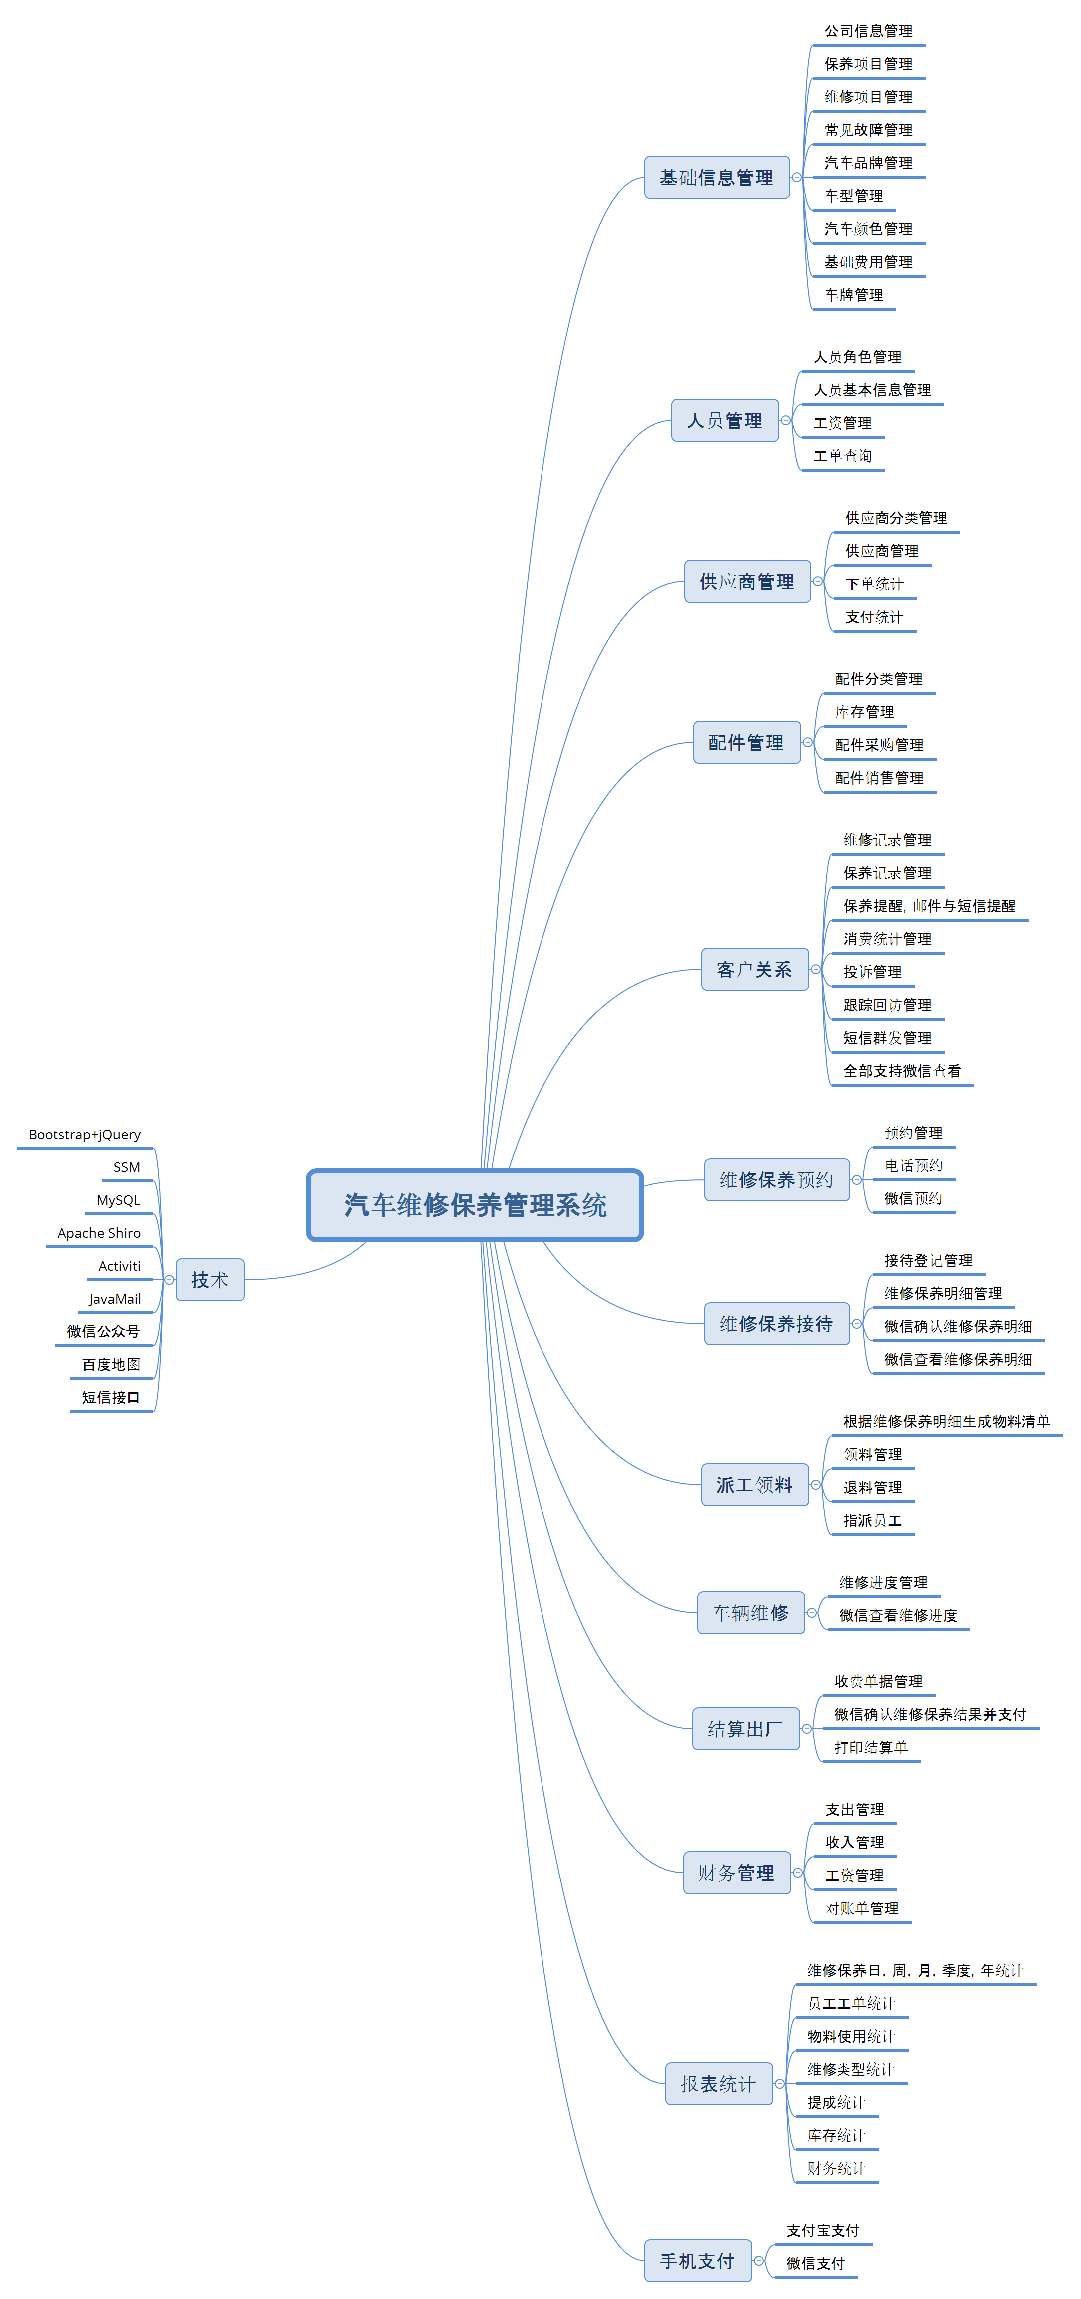 汽车维修保养管理系统
基础信息管理
公司信息管理
保养项目管理
维修项目管理
常见故障管理
汽车品牌管理
车型管理
汽车颜色管理
基础费用管理
车牌管理
人员管理
人员角色管理
人员基本信息管理
工资管理
工单查询
供应商管理
供应商分类管理
供应商管理
下单统计
支付统计
配件管理
配件分类管理
库存管理
配件采购管理
配件销售管理
客户关系
维修记录管理
保养记录管理
保养提醒, 邮件与短信提醒
消费统计管理
投诉管理
跟踪回访管理
短信群发管理
全部支持微信查看
维修保养预约
预约管理
电话预约
微信预约
维修保养接待
接待登记管理
维修保养明细管理
微信确认维修保养明细
微信查看维修保养明细
派工领料
根据维修保养明细生成物料清单
领料管理
退料管理
指派员工
车辆维修
维修进度管理
微信查看维修进度
结算出厂
收费单据管理
微信确认维修保养结果并支付
打印结算单
财务管理
支出管理
收入管理
工资管理
对账单管理
报表统计
维修保养日, 周, 月, 季度, 年统计
员工工单统计
物料使用统计
维修类型统计
提成统计
库存统计
财务统计
手机支付
支付宝支付
微信支付
技术
Bootstrap+jQuery
SSM
MySQL
Apache Shiro
Activiti
JavaMail
微信公众号
百度地图
短信接口